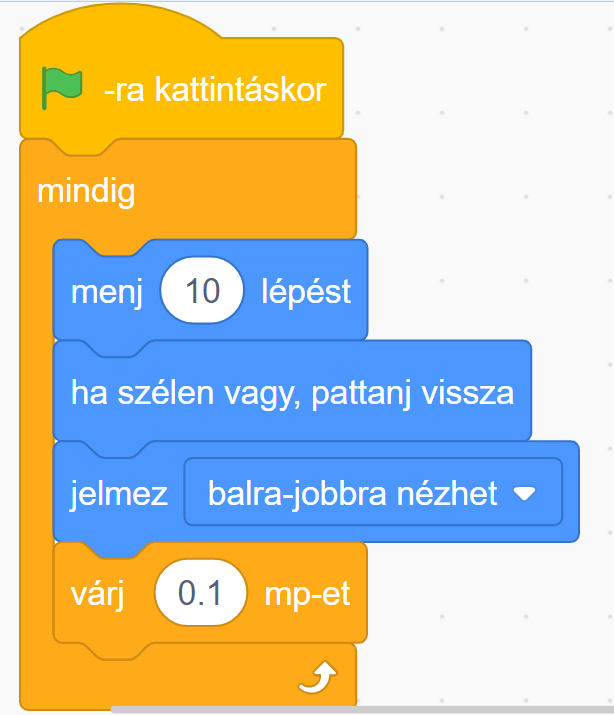 -ra kattintáskor
mindig
menj 10 lépést
ha szélen vagy, pattanj vissza
jelmez balra-jobbra nézhet
várj 0.1 mp-et